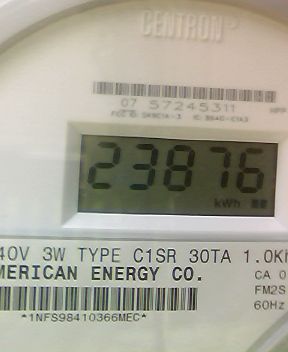 CENTRON
07 57245311
23876
kWh
40V 3W TYPE C1SR 30TA 1.0Kh
MERICAN ENERGY CO.
CA 0
FM2S
60Hz
*1NFS98410366MEC*